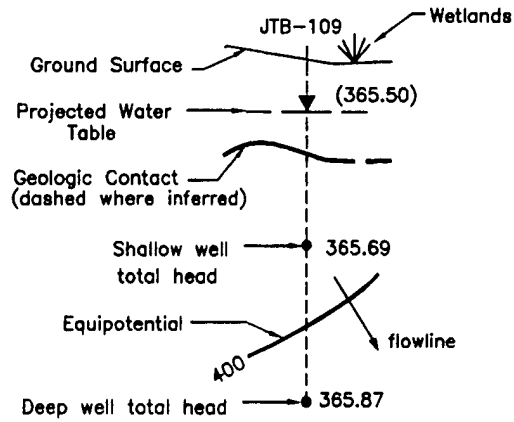 JTB-109
Wetlands
Ground Surface
(365.50)
Projected Water
Table
Geologic Contact
(dashed where inferred)
Shallow well
total head
365.69
Equipotential
flowline
400
Deep well total head
365.87